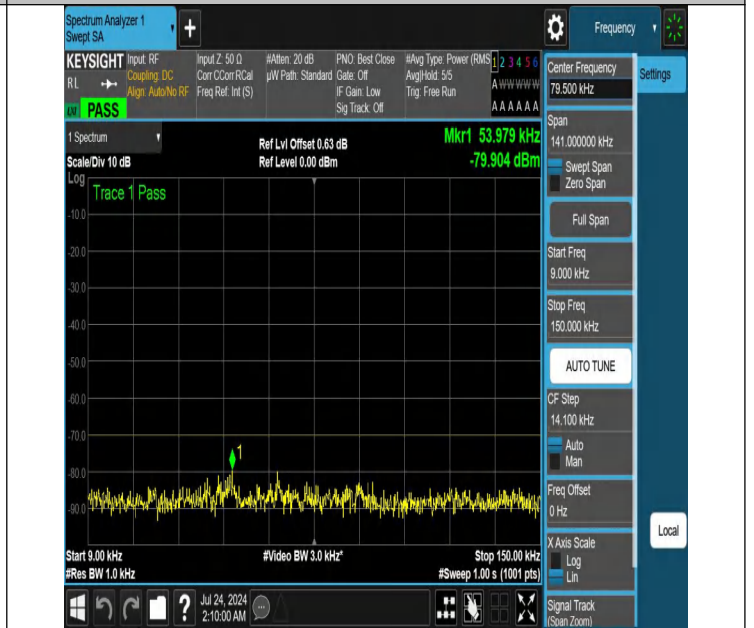 Spectrum Analyzer 1
Swept SA
+
Frequency
KEYSIGHT Input: RF Input Z: 50 Ω #Atten: 20 dB PNO: Best Close #Avg Type: Power (RMS 1 2 3 4 5 6
RL Coupling: DC Corr CCorr RCal µW Path: Standard Gate: Off Avg|Hold: 5/5 A W W W W W
Align: Auto/No RF Freq Ref: Int (S) IF Gain: Low Trig: Free Run
Sig Track: Off A A A A A A
PASS
1 Spectrum
Ref Lvl Offset 0.63 dB
Mkr1 53.979 kHz
Scale/Div 10 dB
Ref Level 0.00 dBm
-79.904 dBm
Log
Trace 1 Pass
-10.0
-20.0
-30.0
-40.0
-50.0
-60.0
-70.0
1
-80.0
-90.0
Start 9.00 kHz
#Video BW 3.0 kHz*
Stop 150.00 kHz
#Res BW 1.0 kHz
#Sweep 1.00 s (1001 pts)
?
Jul 24, 2024
2:10:00 AM
Center Frequency
79.500 kHz
Settings
Span
141.000000 kHz
Swept Span
Zero Span
Full Span
Start Freq
9.000 kHz
Stop Freq
150.000 kHz
AUTO TUNE
CF Step
14.100 kHz
Auto
Man
Freq Offset
0 Hz
Local
X Axis Scale
Log
Lin
Signal Track
(Span Zoom)